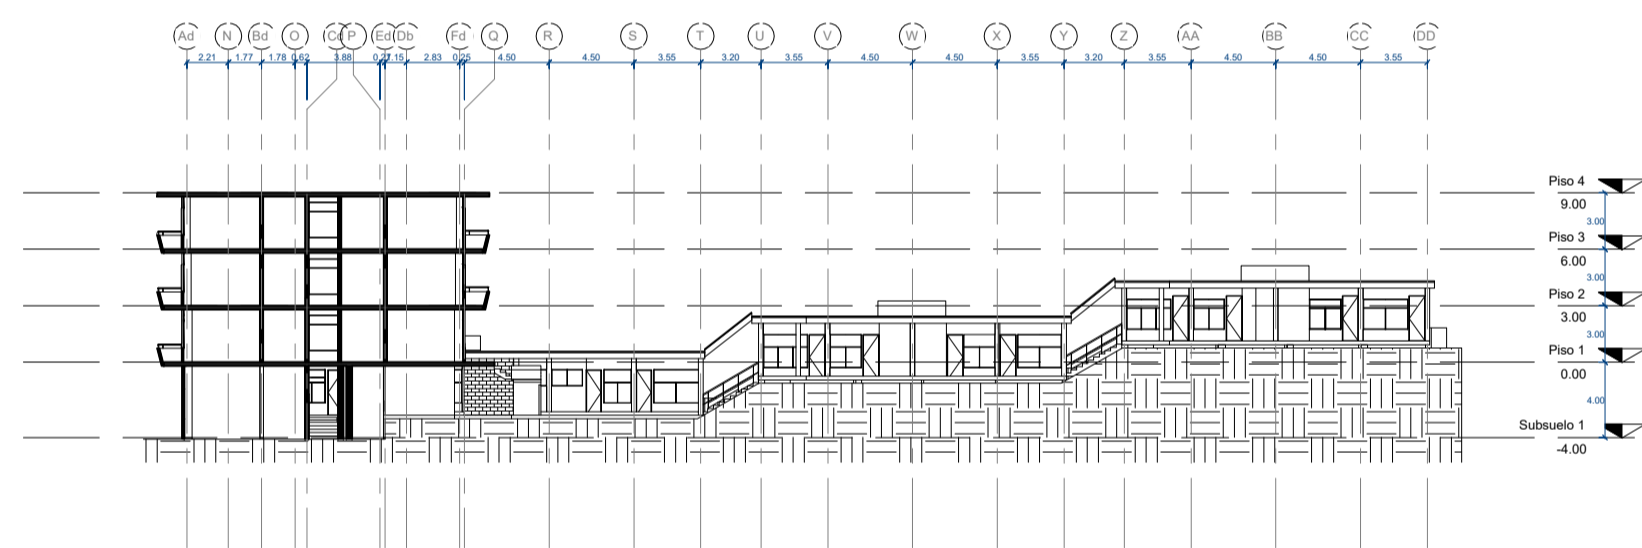 Ad N Bd O Cd P Ed Db Fd Q R S T U V W X Y Z AA BB CC DD
2.21 1.77 1.78 0.62 3.88 2.83 0.25 4.50 4.50 3.55 3.20 3.55 4.50 4.50 3.55 3.20 3.55 4.50 4.50 3.55
Piso 4
9.00
3.00
Piso 3
6.00
3.00
Piso 2
3.00
3.00
Piso 1
0.00
4.00
Subsuelo 1
-4.00